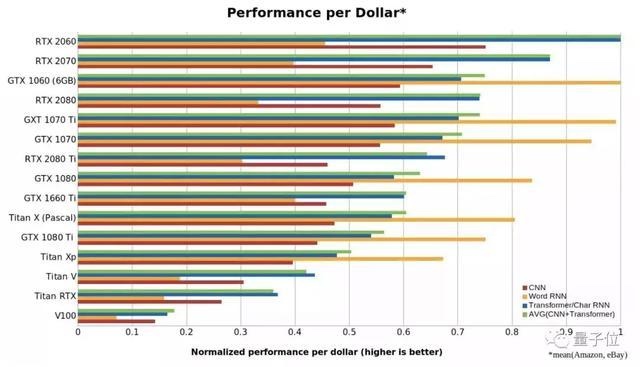 Performance per Dollar*
RTX 2060
RTX 2070
GTX 1060 (6GB)
RTX 2080
GXT 1070 Ti
GTX 1070
RTX 2080 Ti
GTX 1080
GTX 1660 Ti
Titan X (Pascal)
GTX 1080 Ti
Titan Xp
Titan V
Titan RTX
V100
CNN
Word RNN
Transformer/Char RNN
AVG(CNN+Transformer)
0 0.1 0.2 0.3 0.4 0.5 0.6 0.7 0.8 0.9 1
量子位
Normalized performance per dollar (higher is better)
*mean(Amazon, eBay)